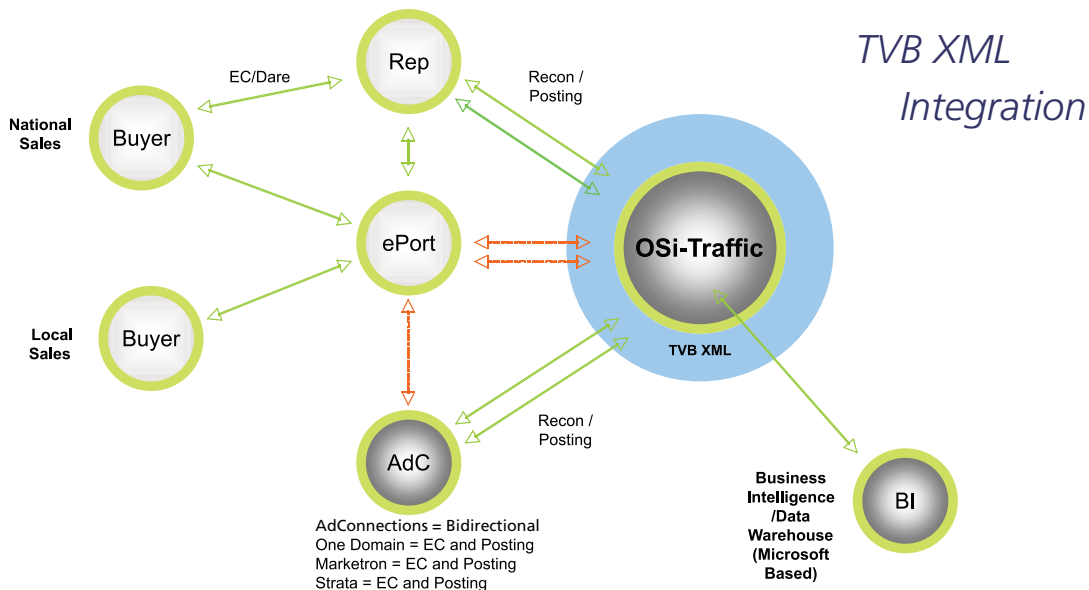 TVB XML
Integration
Rep
EC/Dare
Recon /
Posting
National
Sales
Buyer
ePort
OSi-Traffic
Local
Sales
Buyer
TVB XML
Recon /
Posting
AdC
AdConnections = Bidirectional
One Domain = EC and Posting
Marketron = EC and Posting
Strata = EC and Posting
Business
Intelligence
/Data
Warehouse
(Microsoft
Based)
BI